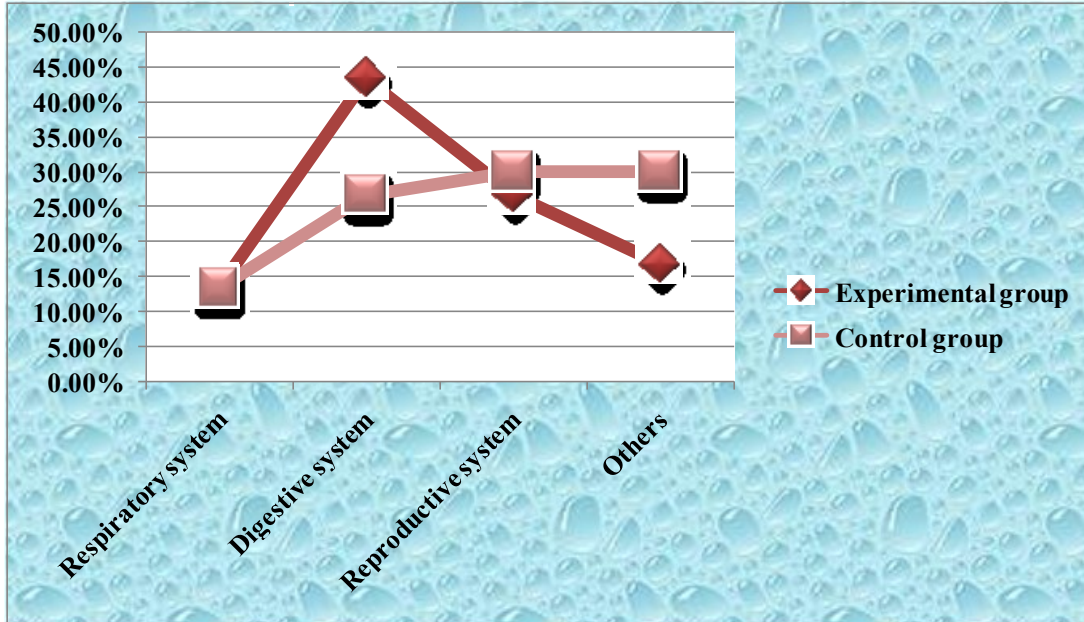 50.00%
45.00%
40.00%
35.00%
30.00%
25.00%
20.00%
15.00%
10.00%
5.00%
0.00%
Respiratory system
Digestive system
Reproductive system
Others
Experimental group
Control group